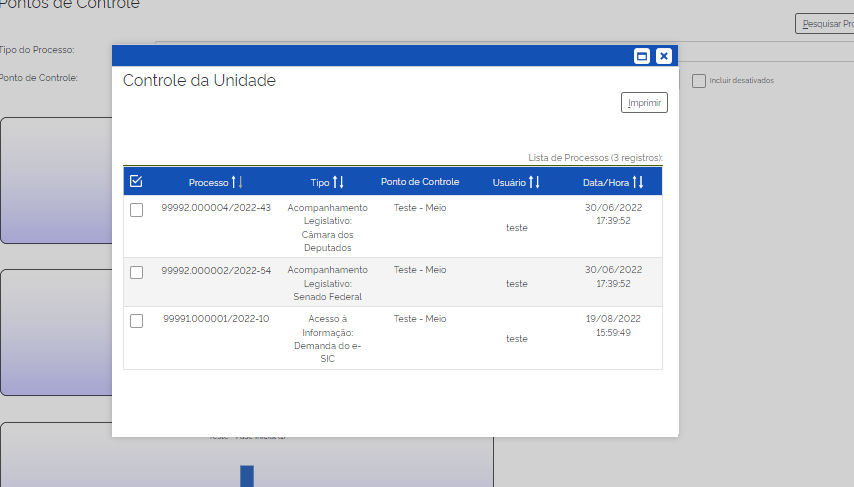 Pontos de Controle
Pesquisar Pro
Tipo do Processo:
Ponto de Controle:
Incluir desativados
Controle da Unidade
Imprimir
Lista de Processos (3 registros):
Processo Tipo Ponto de Controle Usuário Data/Hora
99992.000004/2022-43 Acompanhamento Legislativo: Câmara dos Deputados Teste - Meio teste 30/06/2022 17:39:52
99992.000002/2022-54 Acompanhamento Legislativo: Senado Federal Teste - Meio teste 30/06/2022 17:39:52
99991.000001/2022-10 Acesso à Informação: Demanda do e-SIC Teste - Meio teste 19/08/2022 15:59:49